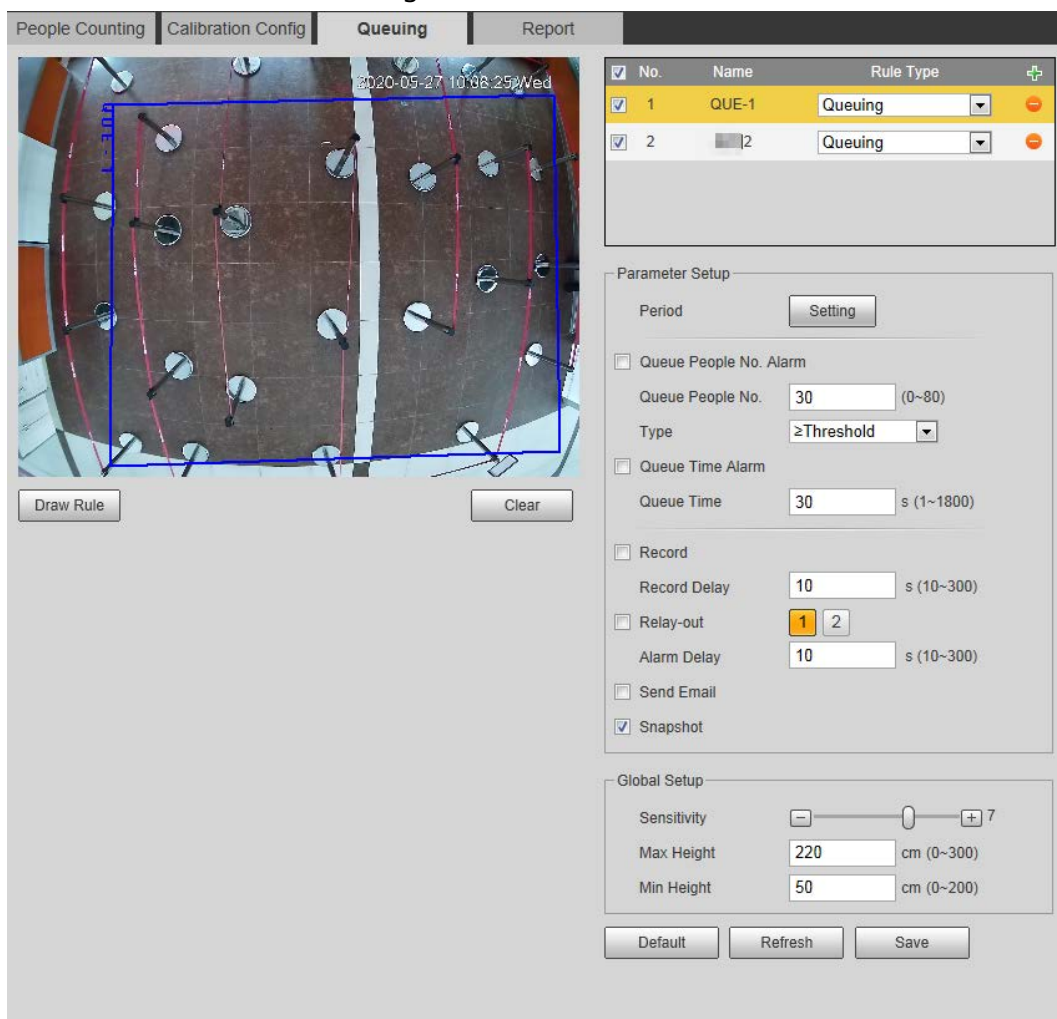 People Counting Calibration Config Queuing Report
2020-05-27 10:08:25 Wed
QUE-1
No. Name Rule Type
1 QUE-1 Queuing
2 2 Queuing
Parameter Setup
Period Setting
Queue People No. Alarm
Queue People No. 30 (0~80)
Type ≥Threshold
Queue Time Alarm
Queue Time 30 s (1~1800)
Record
Record Delay 10 s (10~300)
Relay-out 1 2
Alarm Delay 10 s (10~300)
Send Email
Snapshot
Draw Rule Clear
Global Setup
Sensitivity 7
Max Height 220 cm (0~300)
Min Height 50 cm (0~200)
Default Refresh Save